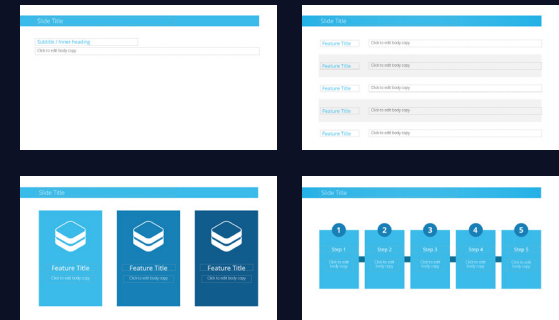 Slide Title
Subtitle / Inner heading
Click to edit body copy
Slide Title
Feature Title Click to edit body copy
Feature Title Click to edit body copy
Feature Title Click to edit body copy
Feature Title Click to edit body copy
Feature Title Click to edit body copy
Slide Title
Feature Title Feature Title Feature Title
Click to edit body copy Click to edit body copy Click to edit body copy
Slide Title
1 2 3 4 5
Step 1 Step 2 Step 3 Step 4 Step 5
Click to edit Click to edit Click to edit Click to edit Click to edit
body copy body copy body copy body copy body copy